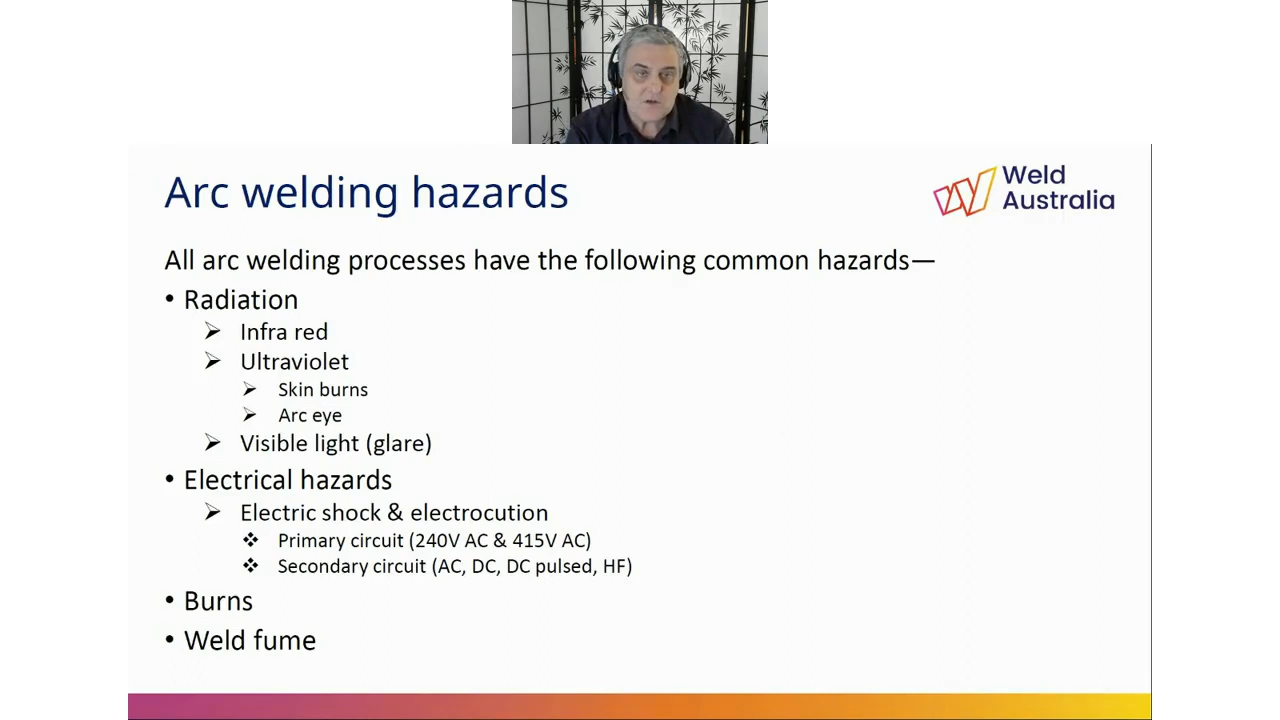 Arc welding hazards
Weld
Australia
All arc welding processes have the following common hazards—
• Radiation
➢ Infra red
➢ Ultraviolet
➢ Skin burns
➢ Arc eye
➢ Visible light (glare)
• Electrical hazards
➢ Electric shock & electrocution
❖ Primary circuit (240V AC & 415V AC)
❖ Secondary circuit (AC, DC, DC pulsed, HF)
• Burns
• Weld fume